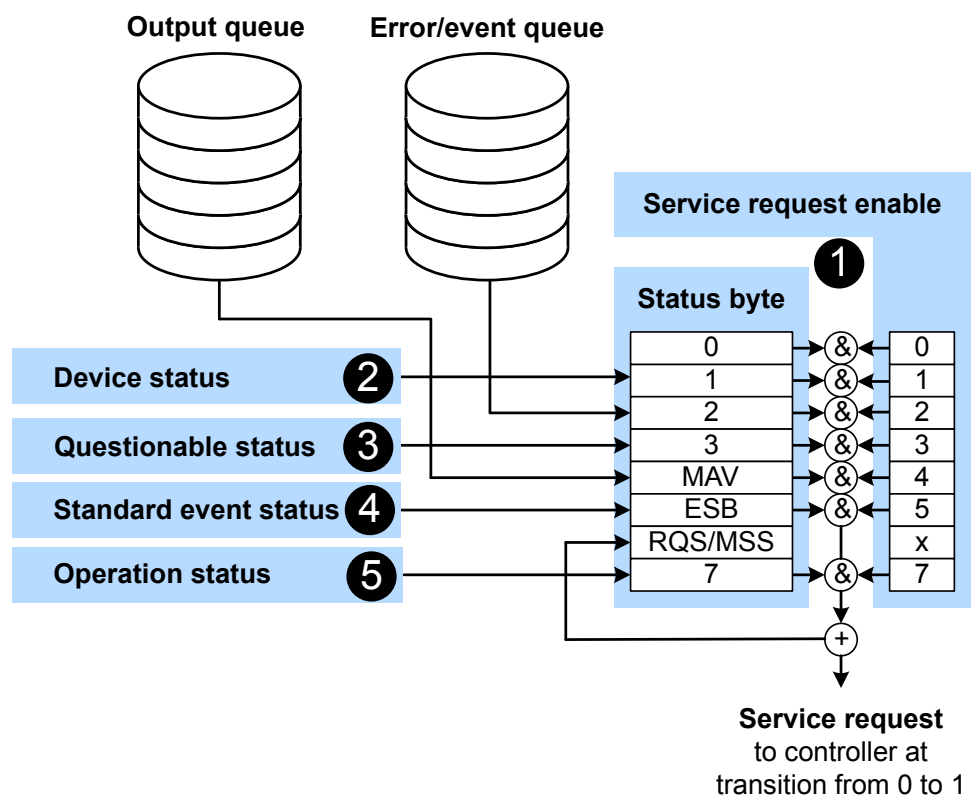 Output queue
Error/event queue
Service request enable
1
Status byte
0 & 0
Device status 2 1 & 1
2 & 2
Questionable status 3 3 & 3
MAV & 4
Standard event status 4 ESB & 5
RQS/MSS x
Operation status 5 7 & 7
+
Service request
to controller at
transition from 0 to 1